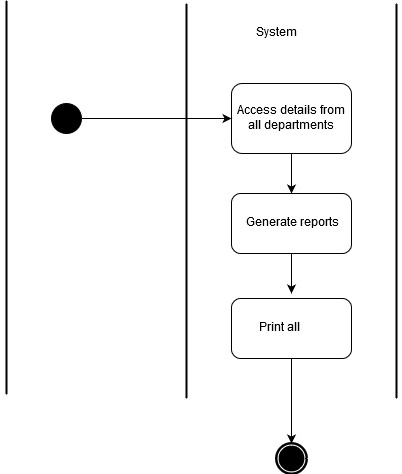 System
Access details from
all departments
Generate reports
Print all